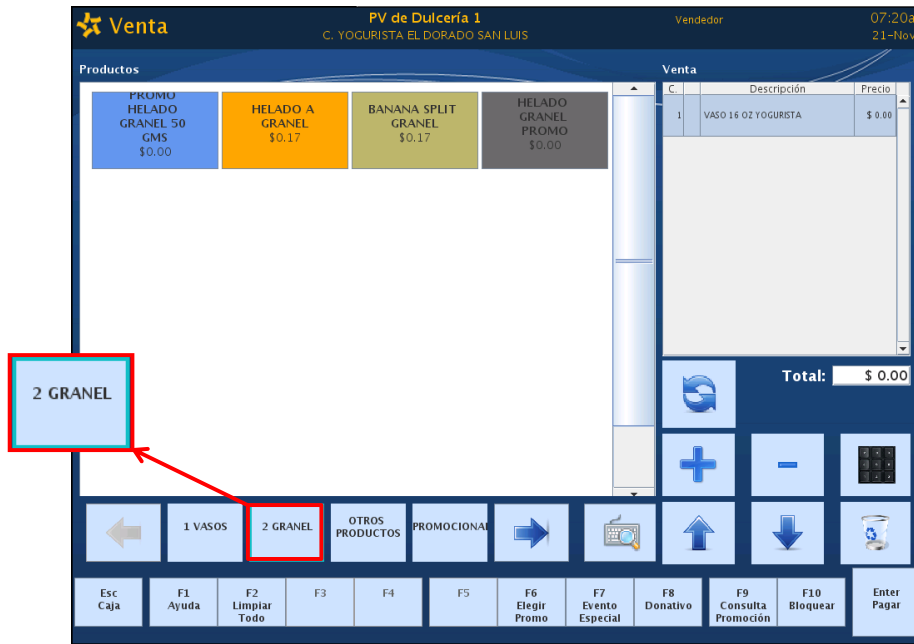 Venta
PV de Dulcería 1
C. YOGURISTA EL DORADO SAN LUIS
Vendedor
07:20a
21-Nov
Productos
PROMO
HELADO
GRANEL 50
GMS
$0.00
HELADO A
GRANEL
$0.17
BANANA SPLIT
GRANEL
$0.17
HELADO
GRANEL
PROMO
$0.00
Venta
C. Descripción Precio
1 VASO 16 OZ YOGURISTA $ 0.00
Total: $ 0.00
2 GRANEL
1 VASOS
2 GRANEL
OTROS
PRODUCTOS
PROMOCIONAL
Esc
Caja
F1
Ayuda
F2
Limpiar
Todo
F3
F4
F5
F6
Elegir
Promo
F7
Evento
Especial
F8
Donativo
F9
Consulta
Promoción
F10
Bloquear
Enter
Pagar